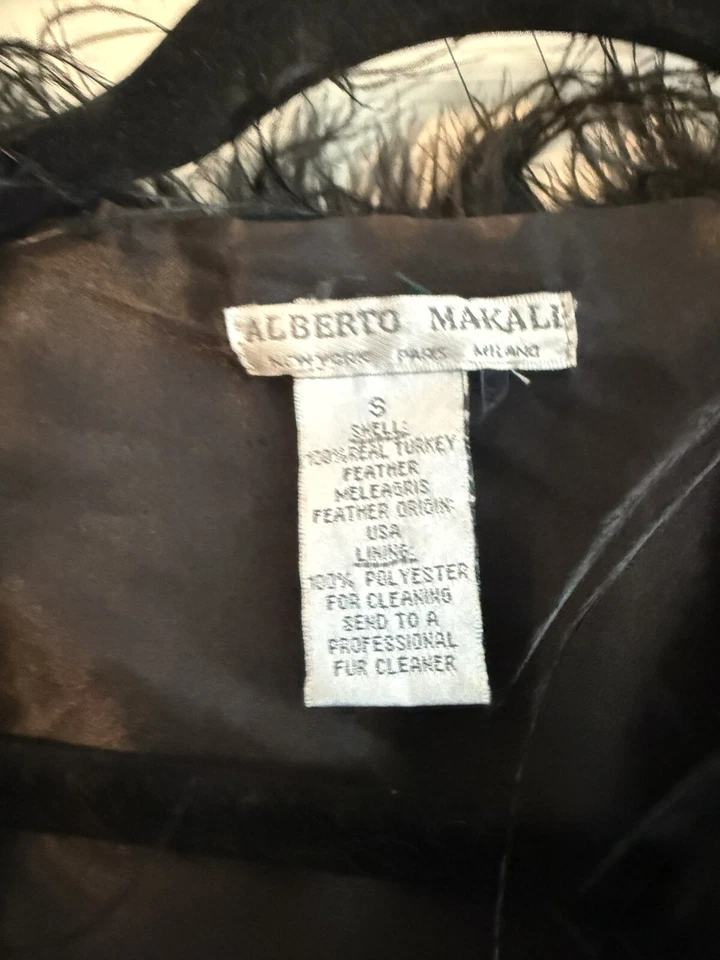 ALBERTO MAKALI
NEW YORK PARIS MILANO
S
SHELL:
100% REAL TURKEY
FEATHER
MELEAGRIS
FEATHER ORIGIN:
USA
LINING:
100% POLYESTER
FOR CLEANING
SEND TO A
PROFESSIONAL
FUR CLEANER